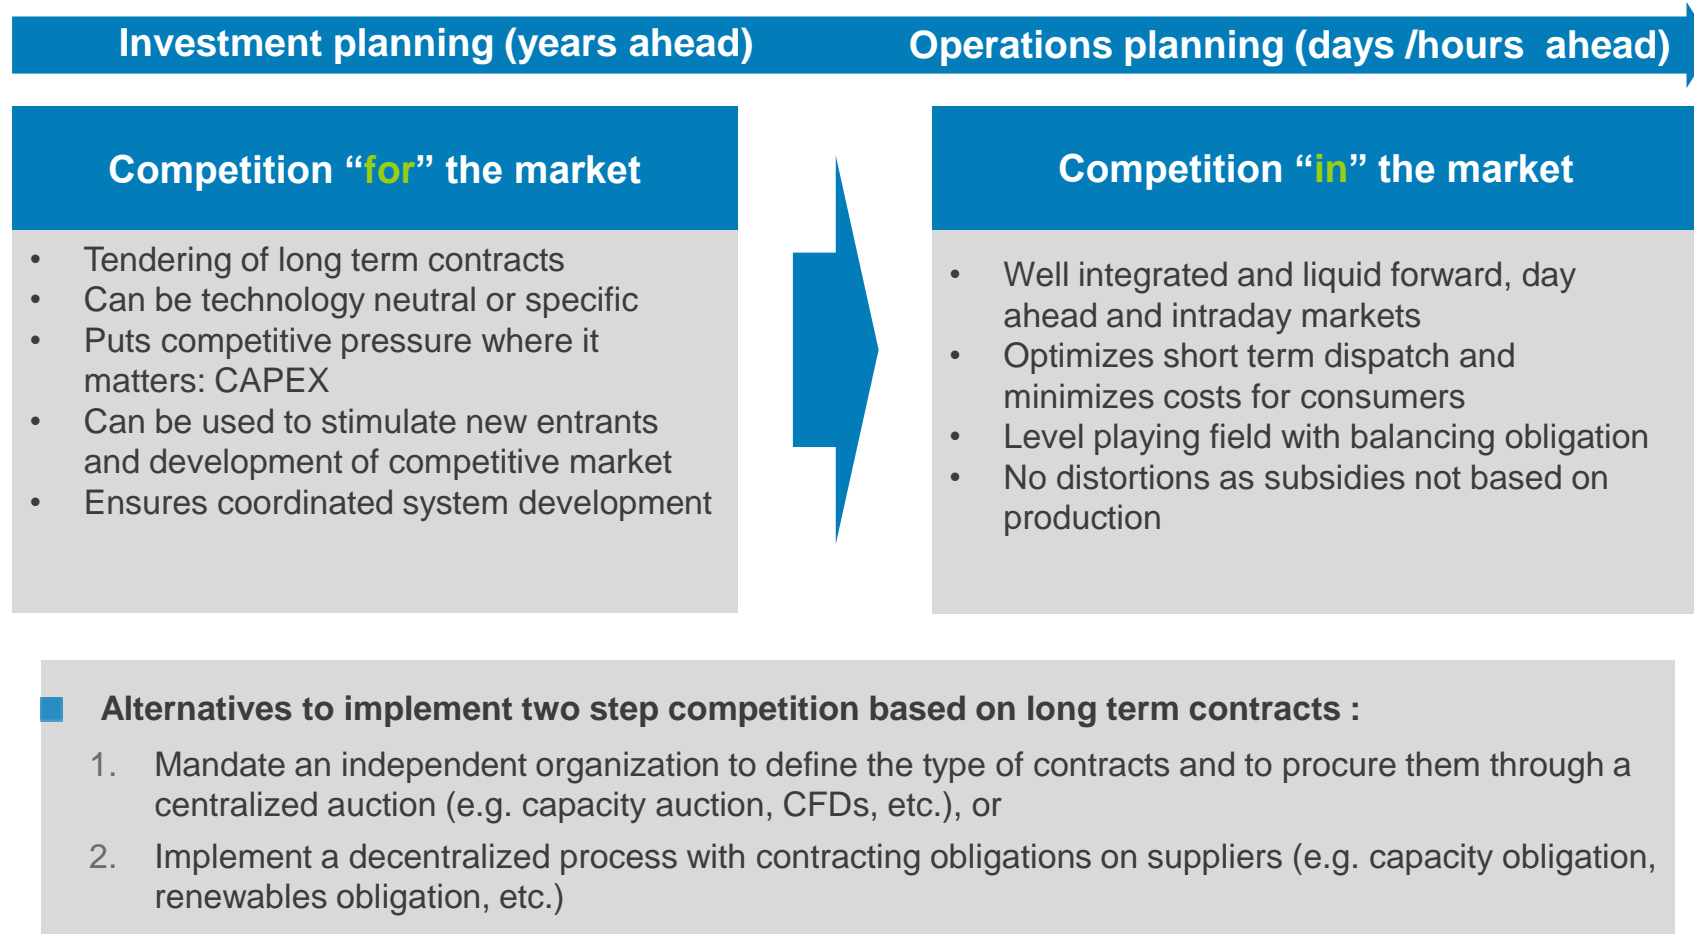 Investment planning (years ahead)
Operations planning (days /hours  ahead)
Competition “for” the market
• Tendering of long term contracts
• Can be technology neutral or specific
• Puts competitive pressure where it
matters: CAPEX
• Can be used to stimulate new entrants
and development of competitive market
• Ensures coordinated system development
Competition “in” the market
• Well integrated and liquid forward, day
ahead and intraday markets
• Optimizes short term dispatch and
minimizes costs for consumers
• Level playing field with balancing obligation
• No distortions as subsidies not based on
production
Alternatives to implement two step competition based on long term contracts :
1. Mandate an independent organization to define the type of contracts and to procure them through a
centralized auction (e.g. capacity auction, CFDs, etc.), or
2. Implement a decentralized process with contracting obligations on suppliers (e.g. capacity obligation,
renewables obligation, etc.)